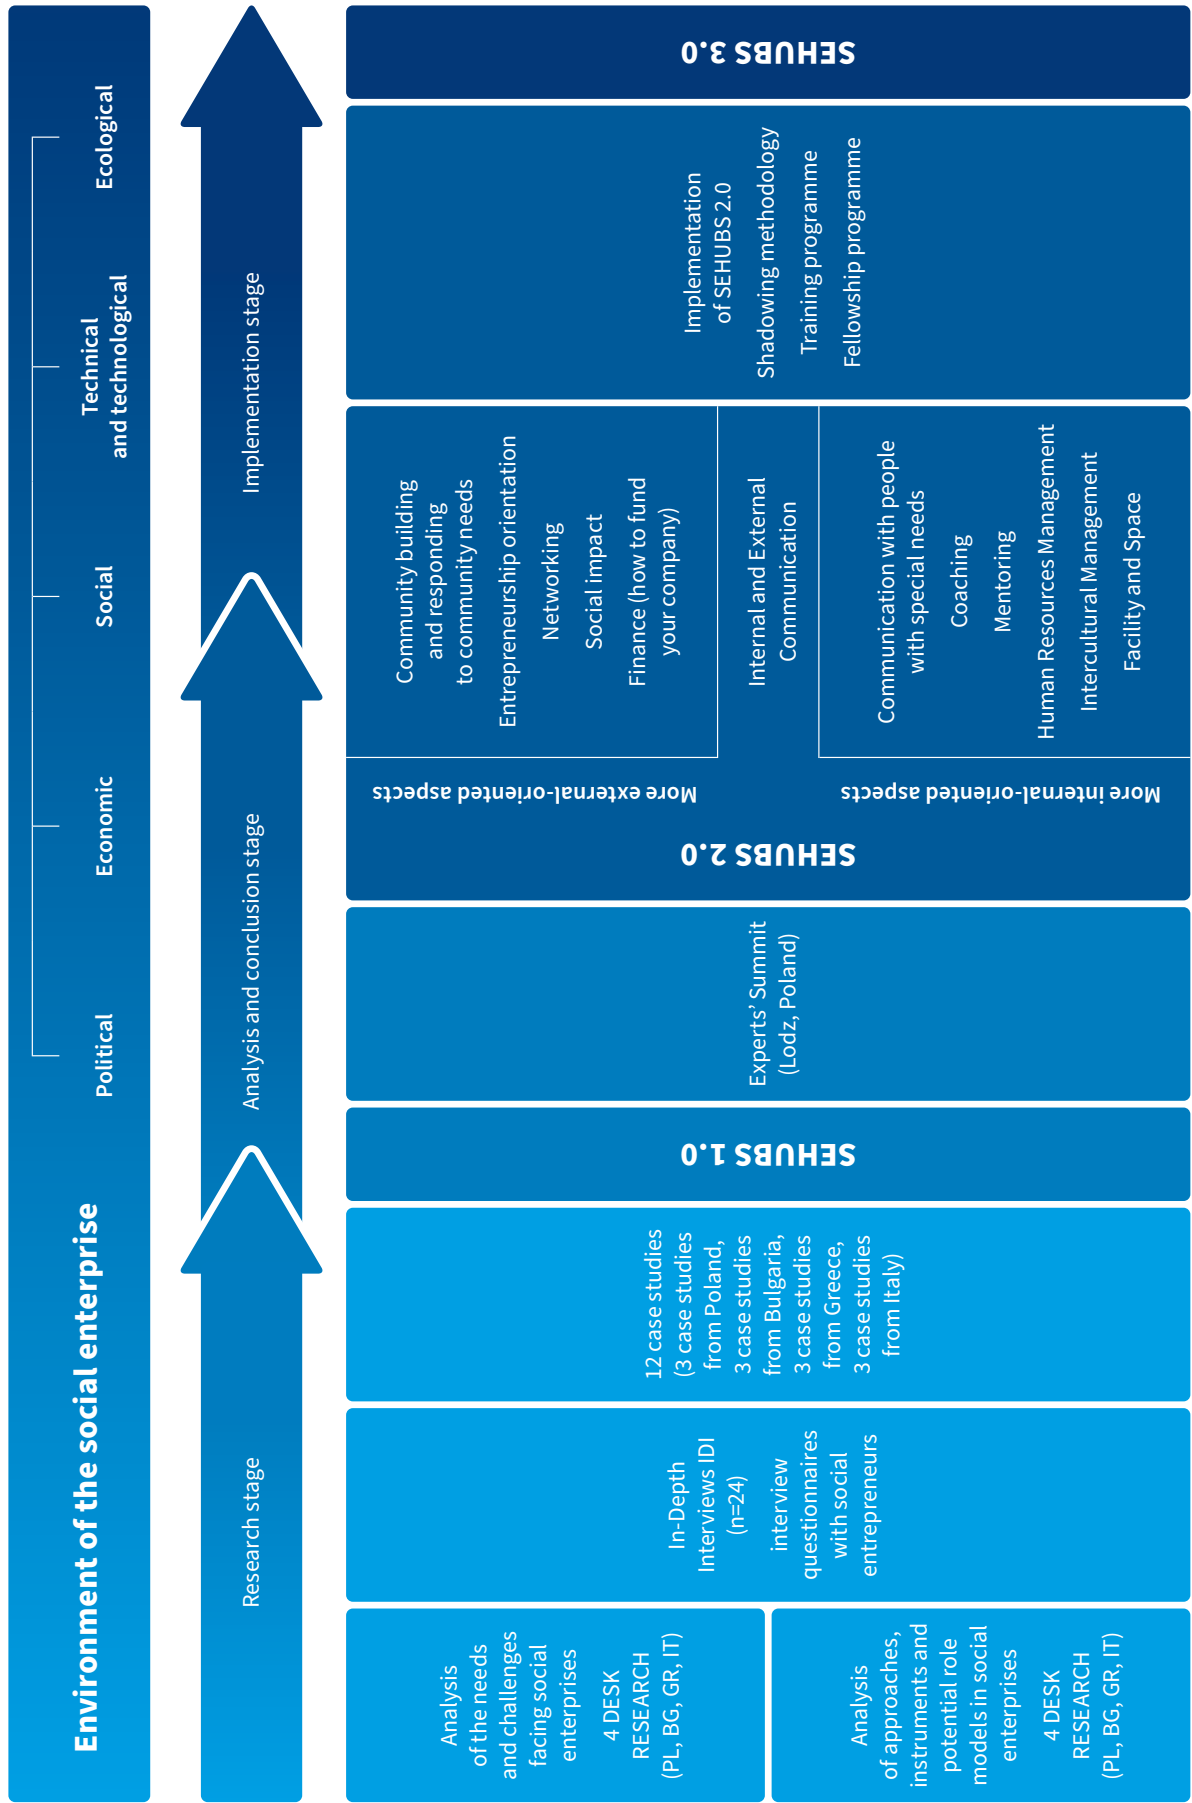 Environment of the social enterprise
Political
Economic
Social
Technical
and technological
Ecological
Research stage
Analysis and conclusion stage
Implementation stage
Analysis
of the needs
and challenges
facing social
enterprises
4 DESK
RESEARCH
(PL, BG, GR, IT)
Analysis
of approaches,
instruments and
potential role
models in social
enterprises
4 DESK
RESEARCH
(PL, BG, GR, IT)
In-Depth
Interviews IDI
(n=24)
interview
questionnaires
with social
entrepreneurs
12 case studies
(3 case studies
from Poland,
3 case studies
from Bulgaria,
3 case studies
from Greece,
3 case studies
from Italy)
SEHUBS 1.0
Experts’ Summit
(Lodz, Poland)
SEHUBS 2.0
More external-oriented aspects
Community building
and responding
to community needs
Entrepreneurship orientation
Networking
Social impact
Finance (how to fund
your company)
Internal and External
Communication
More internal-oriented aspects
Communication with people
with special needs
Coaching
Mentoring
Human Resources Management
Intercultural Management
Facility and Space
Implementation
of SEHUBS 2.0
Shadowing methodology
Training programme
Fellowship programme
SEHUBS 3.0